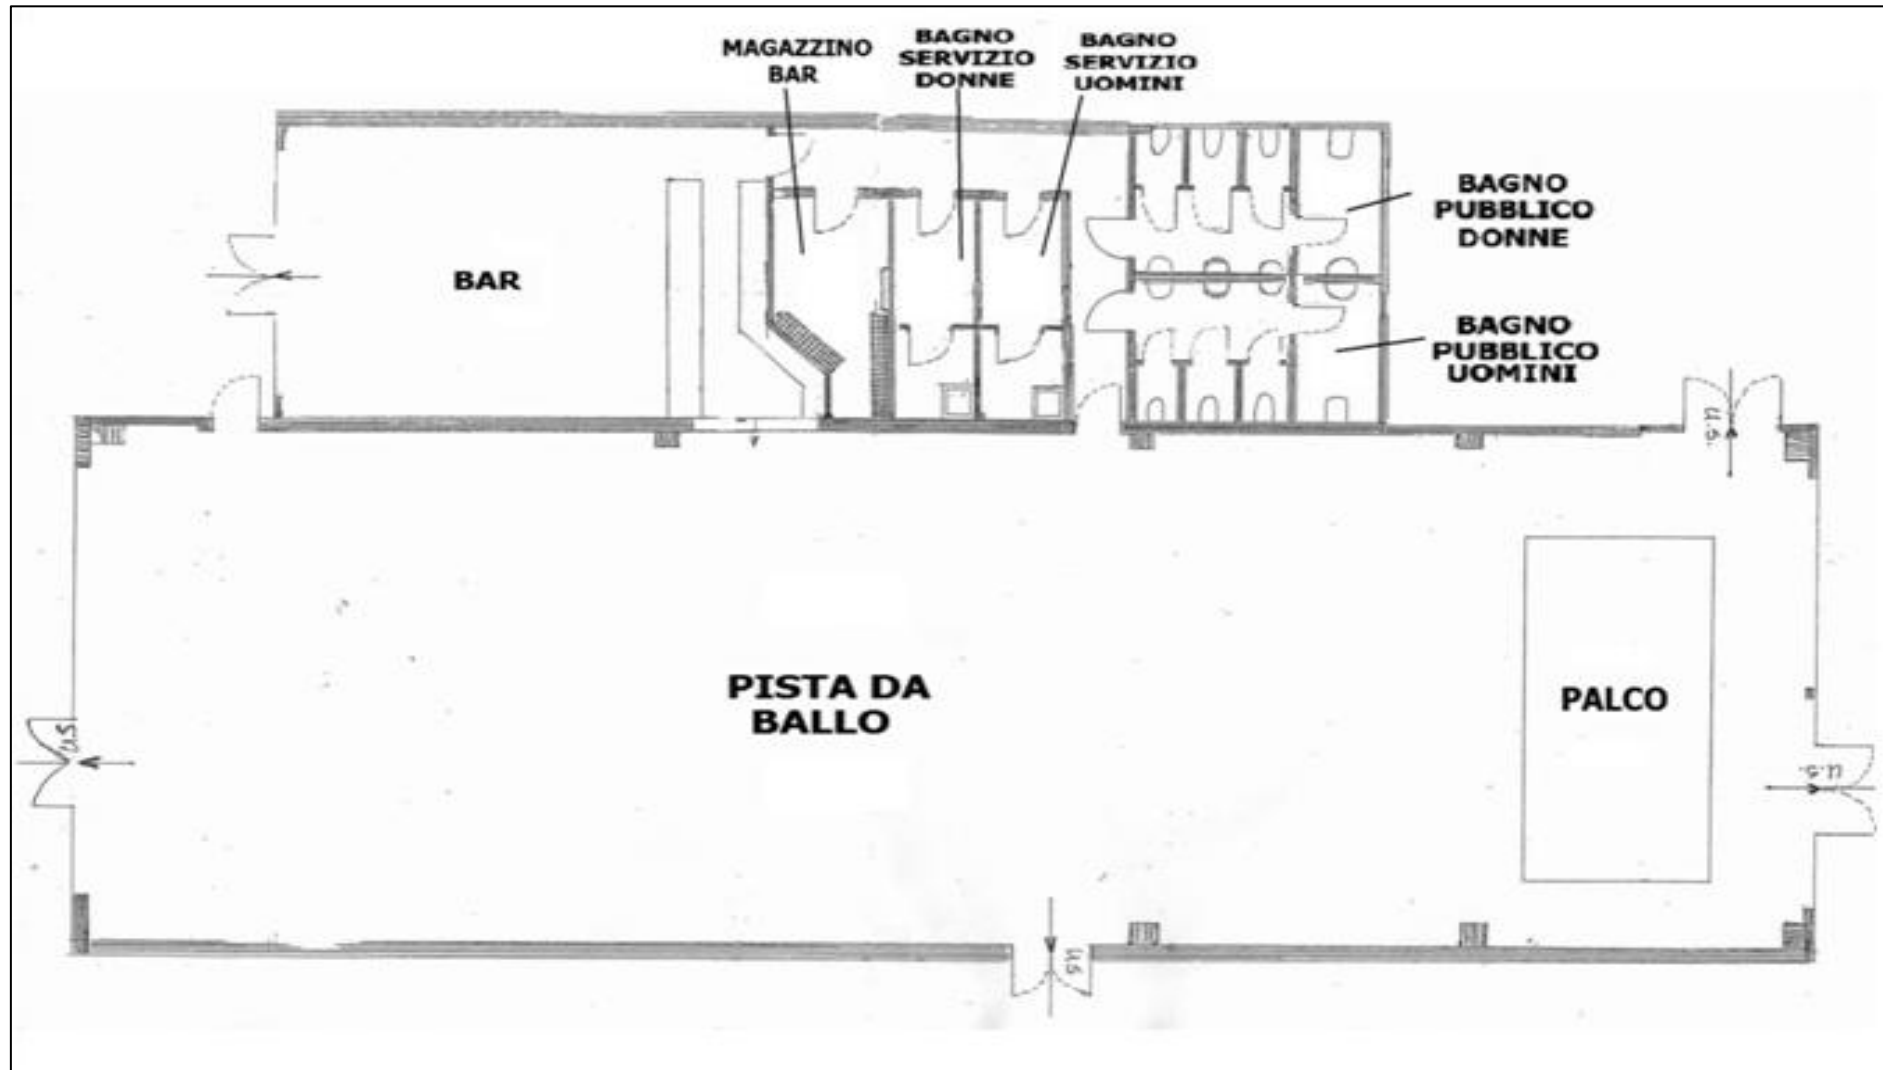 MAGAZZINO
BAR
BAGNO
SERVIZIO
DONNE
BAGNO
SERVIZIO
UOMINI
BAGNO
PUBBLICO
DONNE
BAR
BAGNO
PUBBLICO
UOMINI
u.s.
PISTA DA
BALLO
PALCO
u.s.
u.s.
u.s